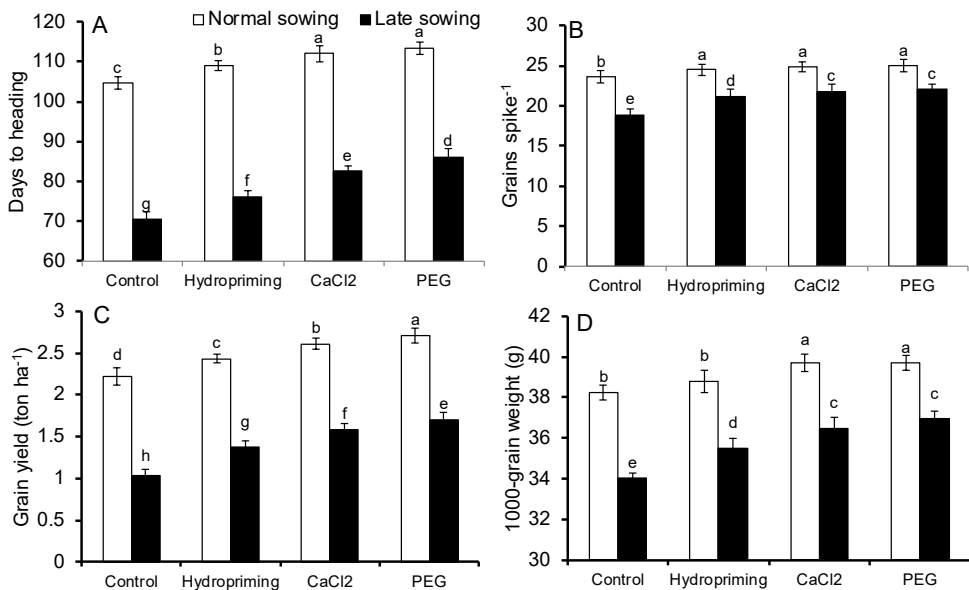 A
Normal sowing
Late sowing
Days to heading
120
110
100
90
80
70
60
c
g
b
f
a
e
a
d
Control
Hydropriming
CaCl2
PEG
B
Grains spike-1
30
25
20
15
10
5
0
b
e
a
d
a
c
a
c
Control
Hydropriming
CaCl2
PEG
C
Grain yield (ton ha-1)
3
2.5
2
1.5
1
0.5
0
d
h
c
g
b
f
a
e
Control
Hydropriming
CaCl2
PEG
D
1000-grain weight (g)
42
40
38
36
34
32
30
b
e
b
d
a
c
a
c
Control
Hydropriming
CaCl2
PEG